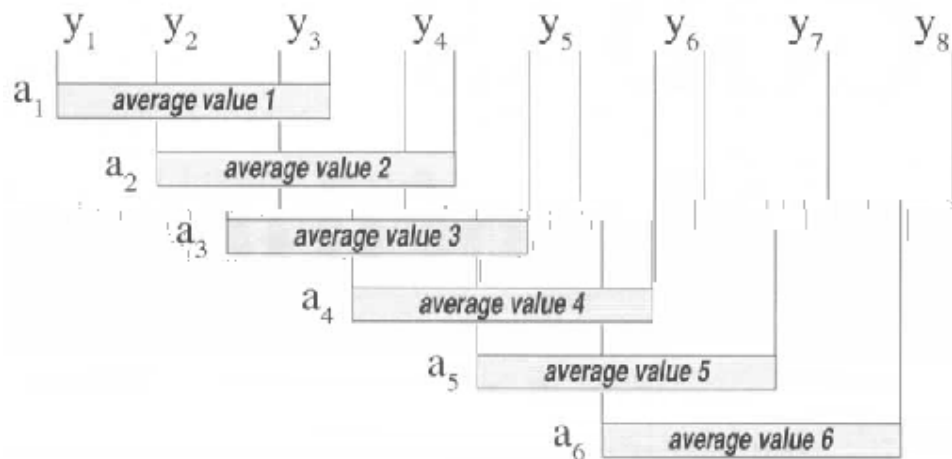 y1 y2 y3 y4 y5 y6 y7 y8
a1 average value 1
a2 average value 2
a3 average value 3
a4 average value 4
a5 average value 5
a6 average value 6